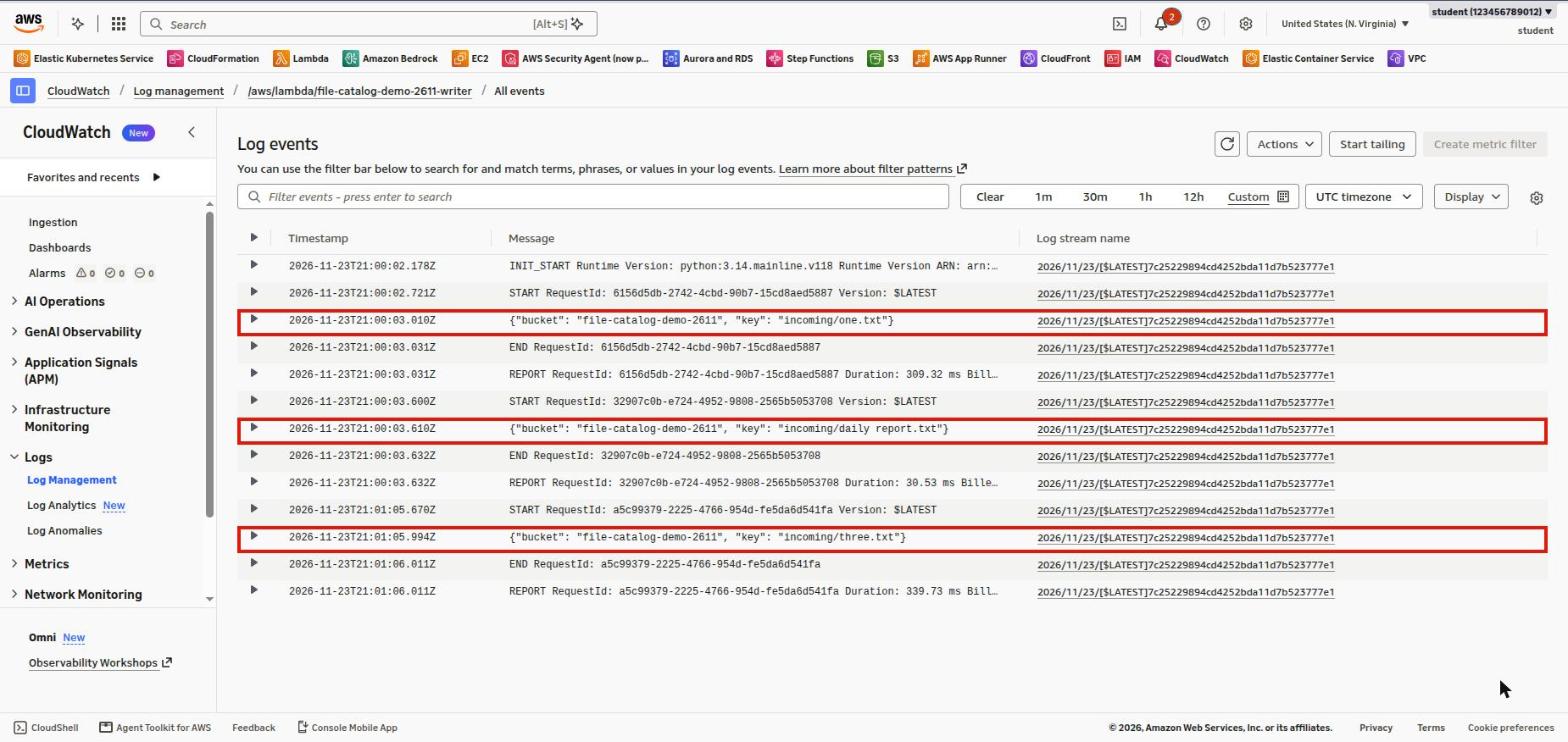 aws
Search [Alt+S]
2
United States (N. Virginia)
student (123456789012)
student
Elastic Kubernetes Service CloudFormation Lambda Amazon Bedrock EC2 AWS Security Agent (now p... Aurora and RDS Step Functions S3 AWS App Runner CloudFront IAM CloudWatch Elastic Container Service VPC
CloudWatch / Log management / /aws/lambda/file-catalog-demo-2611-writer / All events
CloudWatch New
Favorites and recents
Ingestion
Dashboards
Alarms 0 0 0
AI Operations
GenAI Observability
Application Signals
(APM)
Infrastructure
Monitoring
Logs
Log Management
Log Analytics New
Log Anomalies
Metrics
Network Monitoring
Omni New
Observability Workshops
Log events
Actions Start tailing Create metric filter
You can use the filter bar below to search for and match terms, phrases, or values in your log events. Learn more about filter patterns
Filter events – press enter to search
Clear 1m 30m 1h 12h Custom UTC timezone Display
Timestamp Message Log stream name
2026-11-23T21:00:02.178Z INIT_START Runtime Version: python:3.14.mainline.v118 Runtime Version ARN: arn:… 2026/11/23/[$LATEST]7c25229894cd4252bda11d7b523777e1
2026-11-23T21:00:02.721Z START RequestId: 6156d5db-2742-4cbd-90b7-15cd8aed5887 Version: $LATEST 2026/11/23/[$LATEST]7c25229894cd4252bda11d7b523777e1
2026-11-23T21:00:03.010Z {"bucket": "file-catalog-demo-2611", "key": "incoming/one.txt"} 2026/11/23/[$LATEST]7c25229894cd4252bda11d7b523777e1
2026-11-23T21:00:03.031Z END RequestId: 6156d5db-2742-4cbd-90b7-15cd8aed5887 2026/11/23/[$LATEST]7c25229894cd4252bda11d7b523777e1
2026-11-23T21:00:03.031Z REPORT RequestId: 6156d5db-2742-4cbd-90b7-15cd8aed5887 Duration: 309.32 ms Bill… 2026/11/23/[$LATEST]7c25229894cd4252bda11d7b523777e1
2026-11-23T21:00:03.600Z START RequestId: 32907c0b-e724-4952-9808-2565b5053708 Version: $LATEST 2026/11/23/[$LATEST]7c25229894cd4252bda11d7b523777e1
2026-11-23T21:00:03.610Z {"bucket": "file-catalog-demo-2611", "key": "incoming/daily report.txt"} 2026/11/23/[$LATEST]7c25229894cd4252bda11d7b523777e1
2026-11-23T21:00:03.632Z END RequestId: 32907c0b-e724-4952-9808-2565b5053708 2026/11/23/[$LATEST]7c25229894cd4252bda11d7b523777e1
2026-11-23T21:00:03.632Z REPORT RequestId: 32907c0b-e724-4952-9808-2565b5053708 Duration: 30.53 ms Bille… 2026/11/23/[$LATEST]7c25229894cd4252bda11d7b523777e1
2026-11-23T21:01:05.670Z START RequestId: a5c99379-2225-4766-954d-fe5da6d541fa Version: $LATEST 2026/11/23/[$LATEST]7c25229894cd4252bda11d7b523777e1
2026-11-23T21:01:05.994Z {"bucket": "file-catalog-demo-2611", "key": "incoming/three.txt"} 2026/11/23/[$LATEST]7c25229894cd4252bda11d7b523777e1
2026-11-23T21:01:06.011Z END RequestId: a5c99379-2225-4766-954d-fe5da6d541fa 2026/11/23/[$LATEST]7c25229894cd4252bda11d7b523777e1
2026-11-23T21:01:06.011Z REPORT RequestId: a5c99379-2225-4766-954d-fe5da6d541fa Duration: 339.73 ms Bill… 2026/11/23/[$LATEST]7c25229894cd4252bda11d7b523777e1
CloudShell Agent Toolkit for AWS Feedback Console Mobile App © 2026, Amazon Web Services, Inc. or its affiliates. Privacy Terms Cookie preferences